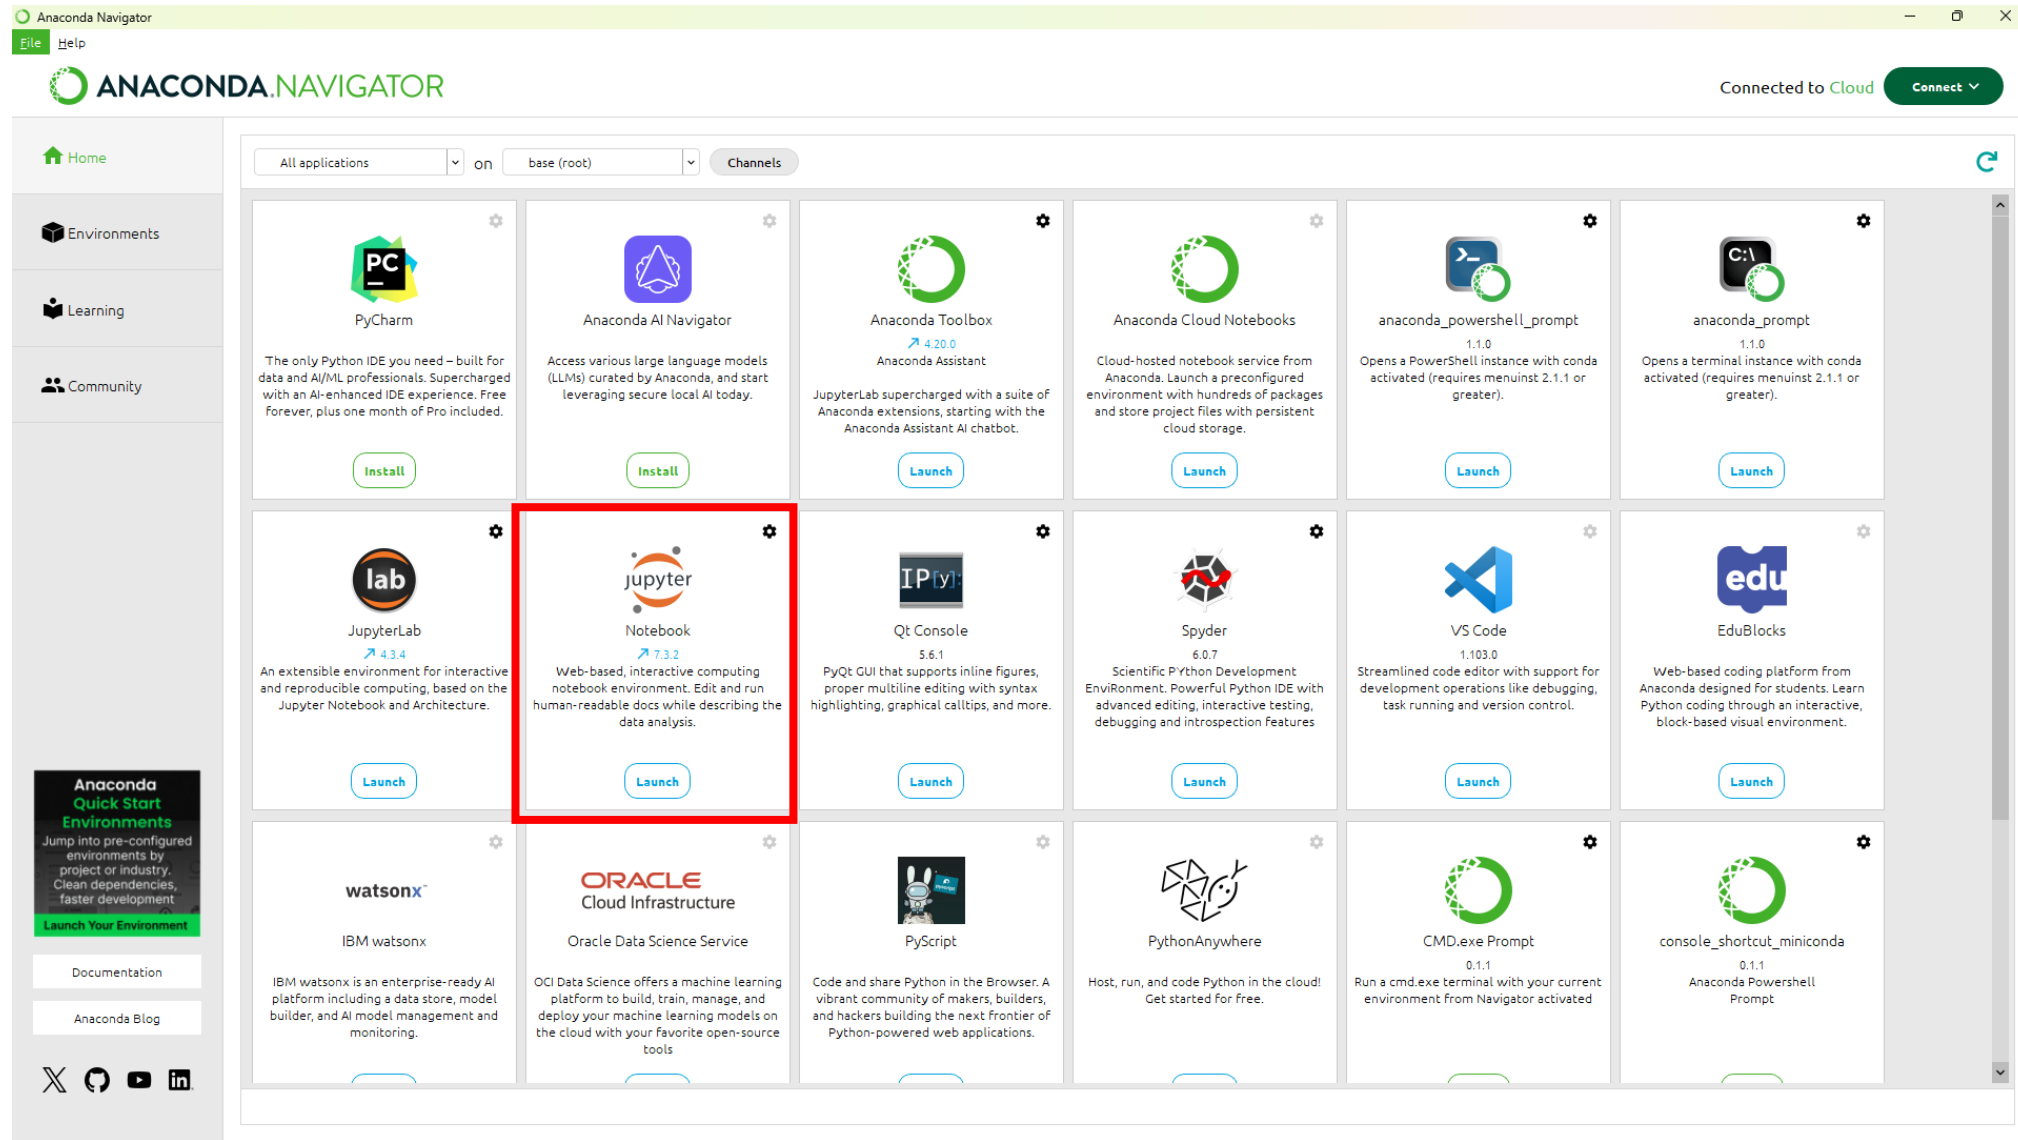 Anaconda Navigator
File Help
ANACONDA.NAVIGATOR
Connected to Cloud
Connect
Home
Environments
Learning
Community
All applications
on
base (root)
Channels
PC
PyCharm
The only Python IDE you need – built for
data and AI/ML professionals. Supercharged
with an AI-enhanced IDE experience. Free
forever, plus one month of Pro included.
Install
Anaconda AI Navigator
Access various large language models
(LLMs) curated by Anaconda, and start
leveraging secure local AI today.
Install
Anaconda Toolbox
4.20.0
Anaconda Assistant
JupyterLab supercharged with a suite of
Anaconda extensions, starting with the
Anaconda Assistant AI chatbot.
Launch
Anaconda Cloud Notebooks
Cloud-hosted notebook service from
Anaconda. Launch a preconfigured
environment with hundreds of packages
and store project files with persistent
cloud storage.
Launch
>_
anaconda_powershell_prompt
1.1.0
Opens a PowerShell instance with conda
activated (requires menuinst 2.1.1 or
greater).
Launch
C:\
anaconda_prompt
1.1.0
Opens a terminal instance with conda
activated (requires menuinst 2.1.1 or
greater).
Launch
lab
JupyterLab
4.3.4
An extensible environment for interactive
and reproducible computing, based on the
Jupyter Notebook and Architecture.
Launch
jupyter
Notebook
7.3.2
Web-based, interactive computing
notebook environment. Edit and run
human-readable docs while describing the
data analysis.
Launch
IP[y]:
Qt Console
5.6.1
PyQt GUI that supports inline figures,
proper multiline editing with syntax
highlighting, graphical calltips, and more.
Launch
Spyder
6.0.7
Scientific PYthon Development
EnviRonment. Powerful Python IDE with
advanced editing, interactive testing,
debugging and introspection features
Launch
VS Code
1.103.0
Streamlined code editor with support for
development operations like debugging,
task running and version control.
Launch
edu
EduBlocks
Web-based coding platform from
Anaconda designed for students. Learn
Python coding through an interactive,
block-based visual environment.
Launch
watsonx
IBM watsonx
IBM watsonx is an enterprise-ready AI
platform including a data store, model
builder, and AI model management and
monitoring.
ORACLE
Cloud Infrastructure
Oracle Data Science Service
OCI Data Science offers a machine learning
platform to build, train, manage, and
deploy your machine learning models on
the cloud with your favorite open-source
tools
PyScript
Code and share Python in the Browser. A
vibrant community of makers, builders,
and hackers building the next frontier of
Python-powered web applications.
PythonAnywhere
Host, run, and code Python in the cloud!
Get started for free.
CMD.exe Prompt
0.1.1
Run a cmd.exe terminal with your current
environment from Navigator activated
console_shortcut_miniconda
0.1.1
Anaconda Powershell
Prompt
Anaconda
Quick Start
Environments
Jump into pre-configured
environments by
project or industry.
Clean dependencies,
faster development
Launch Your Environment
Documentation
Anaconda Blog